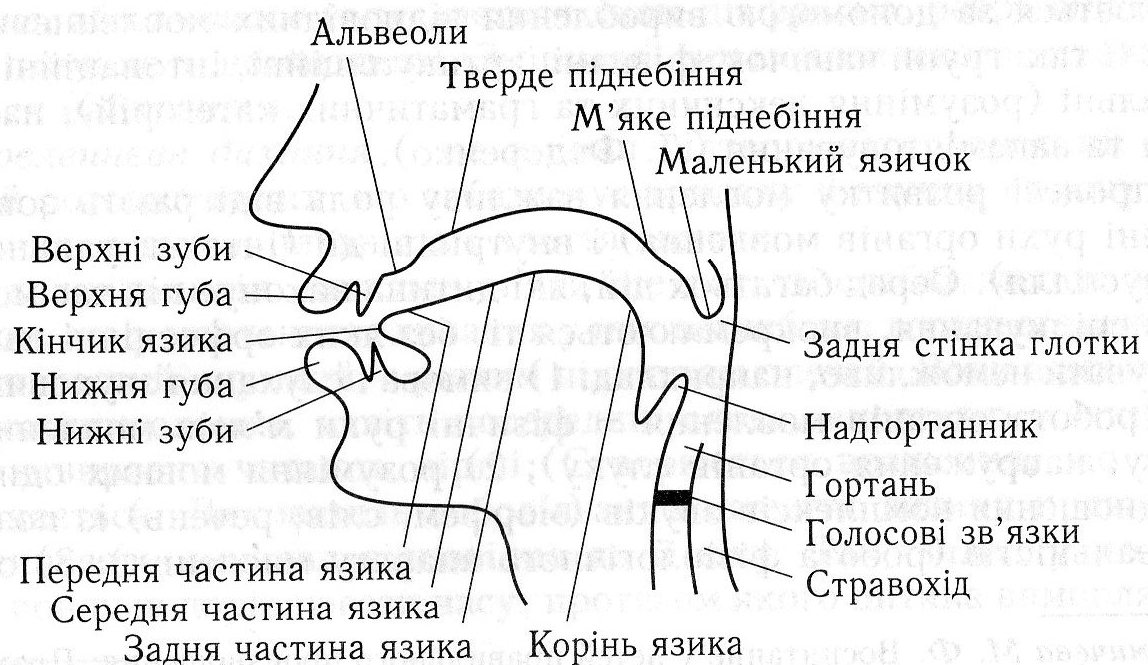 Альвеоли
Тверде піднебіння
М'яке піднебіння
Маленький язичок
Верхні зуби
Верхня губа
Кінчик язика
Нижня губа
Нижні зуби
Задня стінка глотки
Надгортанник
Гортань
Голосові зв'язки
Стравохід
Передня частина язика
Середня частина язика
Задня частина язика
Корінь язика